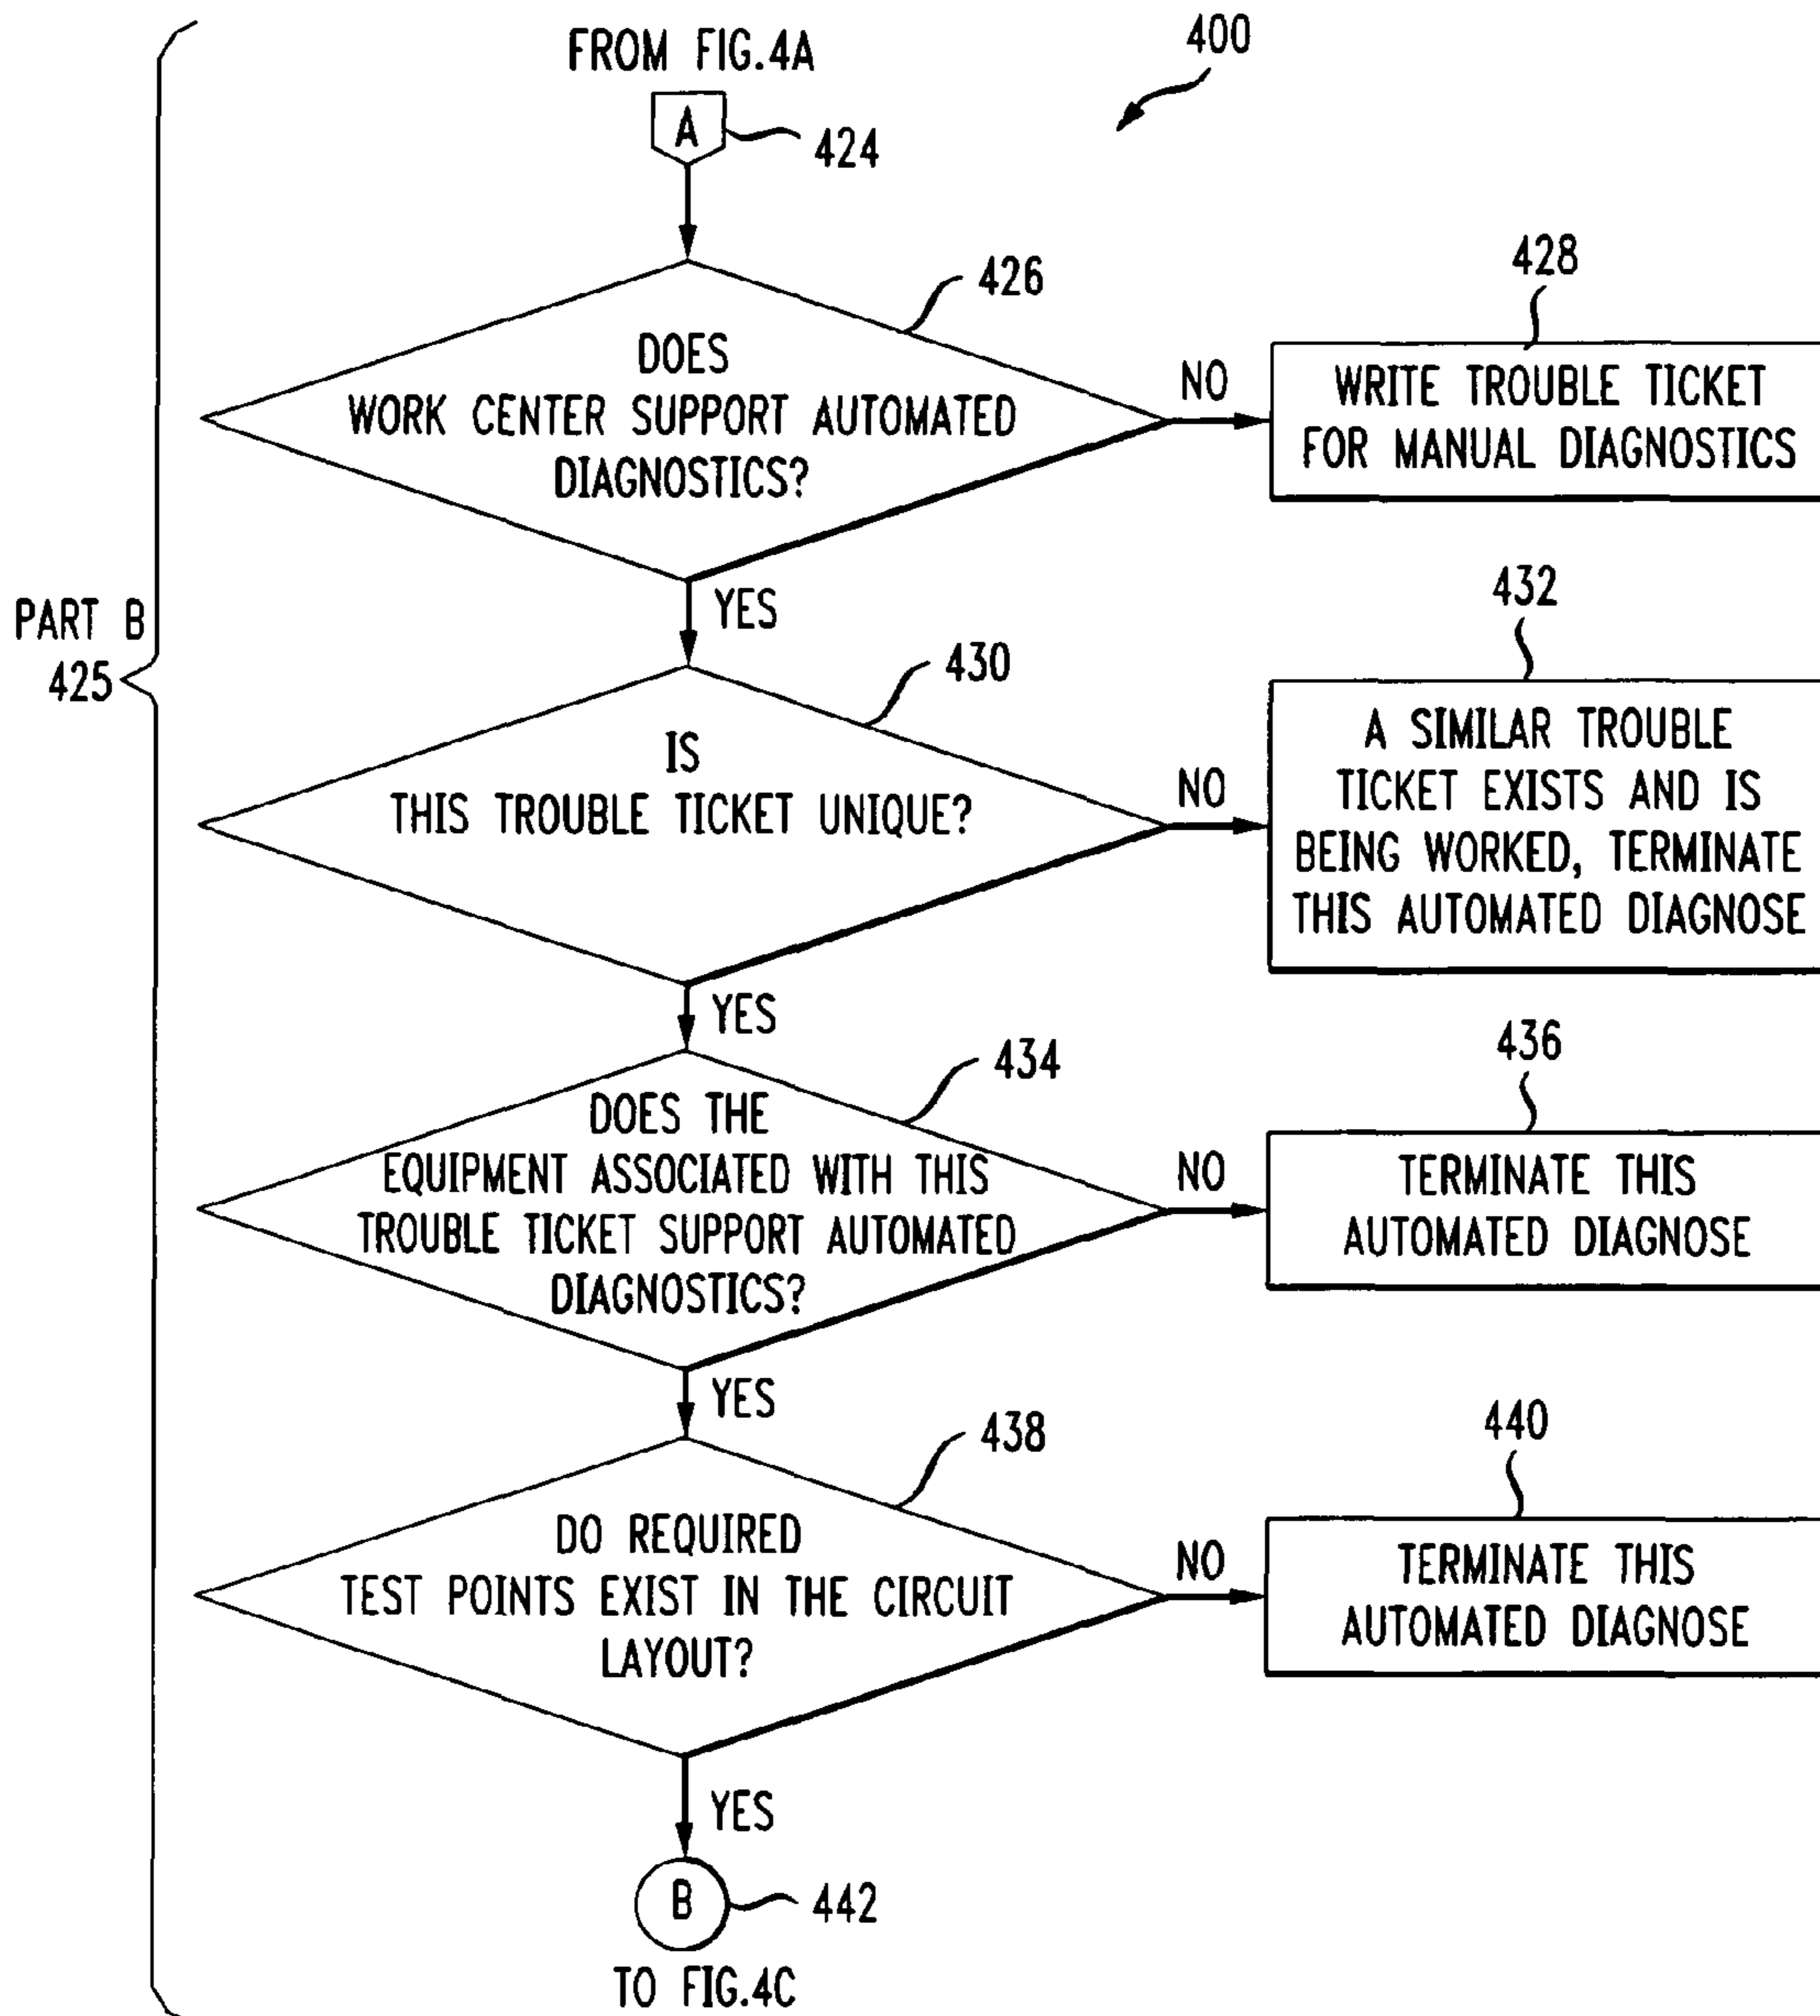 FROM FIG.4A
400
A
424
426
DOES
WORK CENTER SUPPORT AUTOMATED
DIAGNOSTICS?
NO
428
WRITE TROUBLE TICKET
FOR MANUAL DIAGNOSTICS
YES
PART B
425
430
IS
THIS TROUBLE TICKET UNIQUE?
NO
432
A SIMILAR TROUBLE
TICKET EXISTS AND IS
BEING WORKED, TERMINATE
THIS AUTOMATED DIAGNOSE
YES
434
DOES THE
EQUIPMENT ASSOCIATED WITH THIS
TROUBLE TICKET SUPPORT AUTOMATED
DIAGNOSTICS?
NO
436
TERMINATE THIS
AUTOMATED DIAGNOSE
YES
438
DO REQUIRED
TEST POINTS EXIST IN THE CIRCUIT
LAYOUT?
NO
440
TERMINATE THIS
AUTOMATED DIAGNOSE
YES
B
442
TO FIG.4C